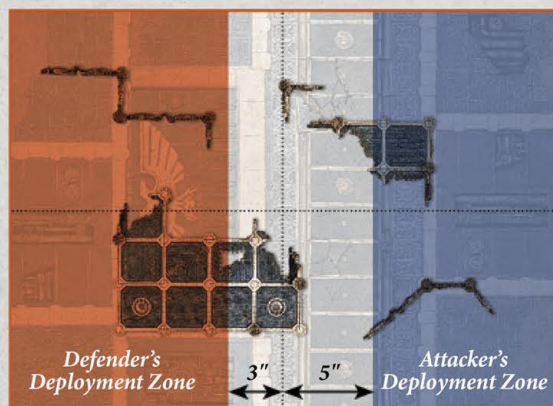 Defender's
Deployment Zone
3"
5"
Attacker's
Deployment Zone